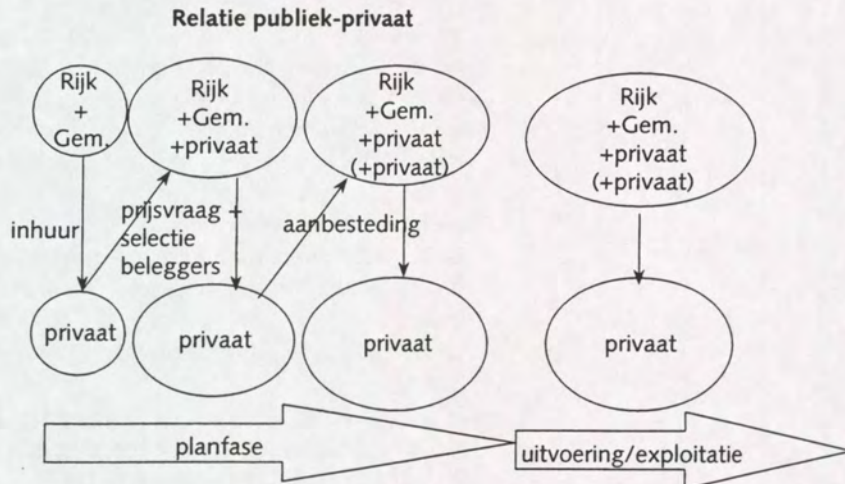 Relatie publiek-privaat
Rijk
+
Gem.
Rijk
+Gem.
+privaat
Rijk
+Gem.
+privaat
(+privaat)
Rijk
+Gem.
+privaat
(+privaat)
inhuur
prijsvraag +
selectie
beleggers
aanbesteding
privaat
privaat
privaat
privaat
planfase
uitvoering/exploitatie